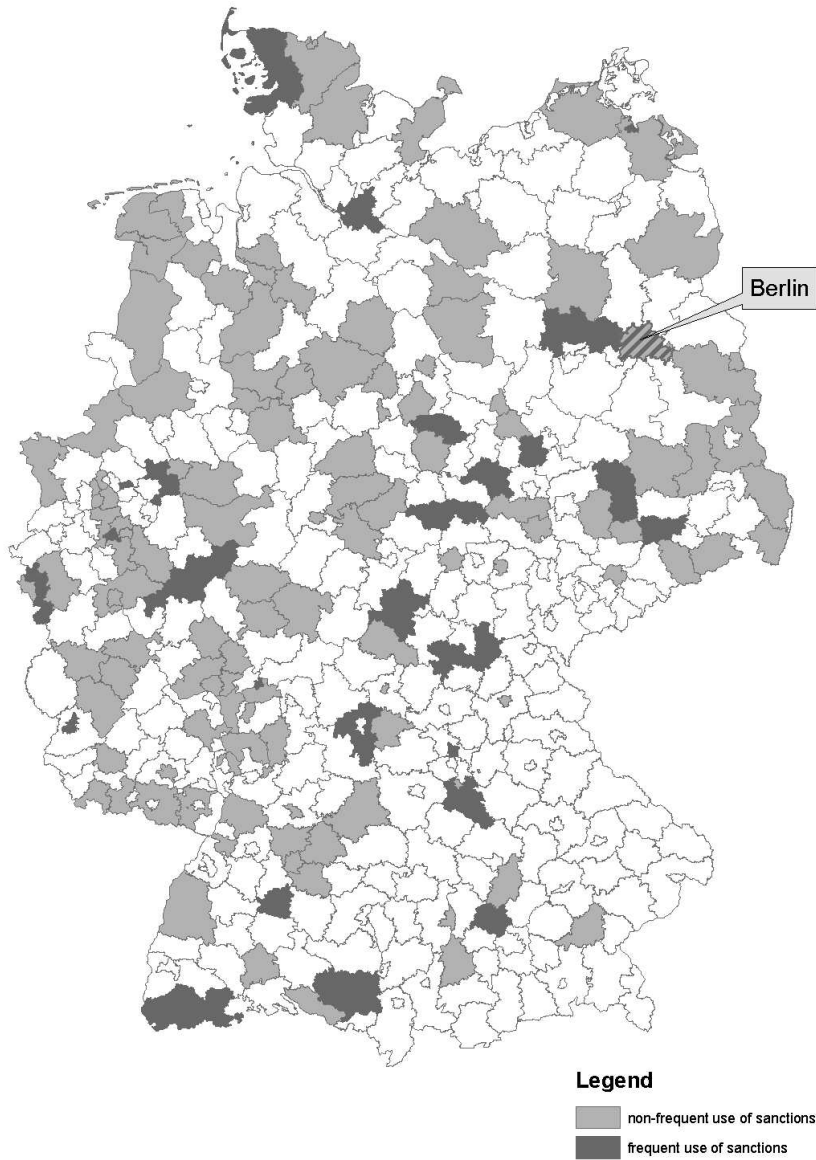 Berlin
Legend
non-frequent use of sanctions
frequent use of sanctions